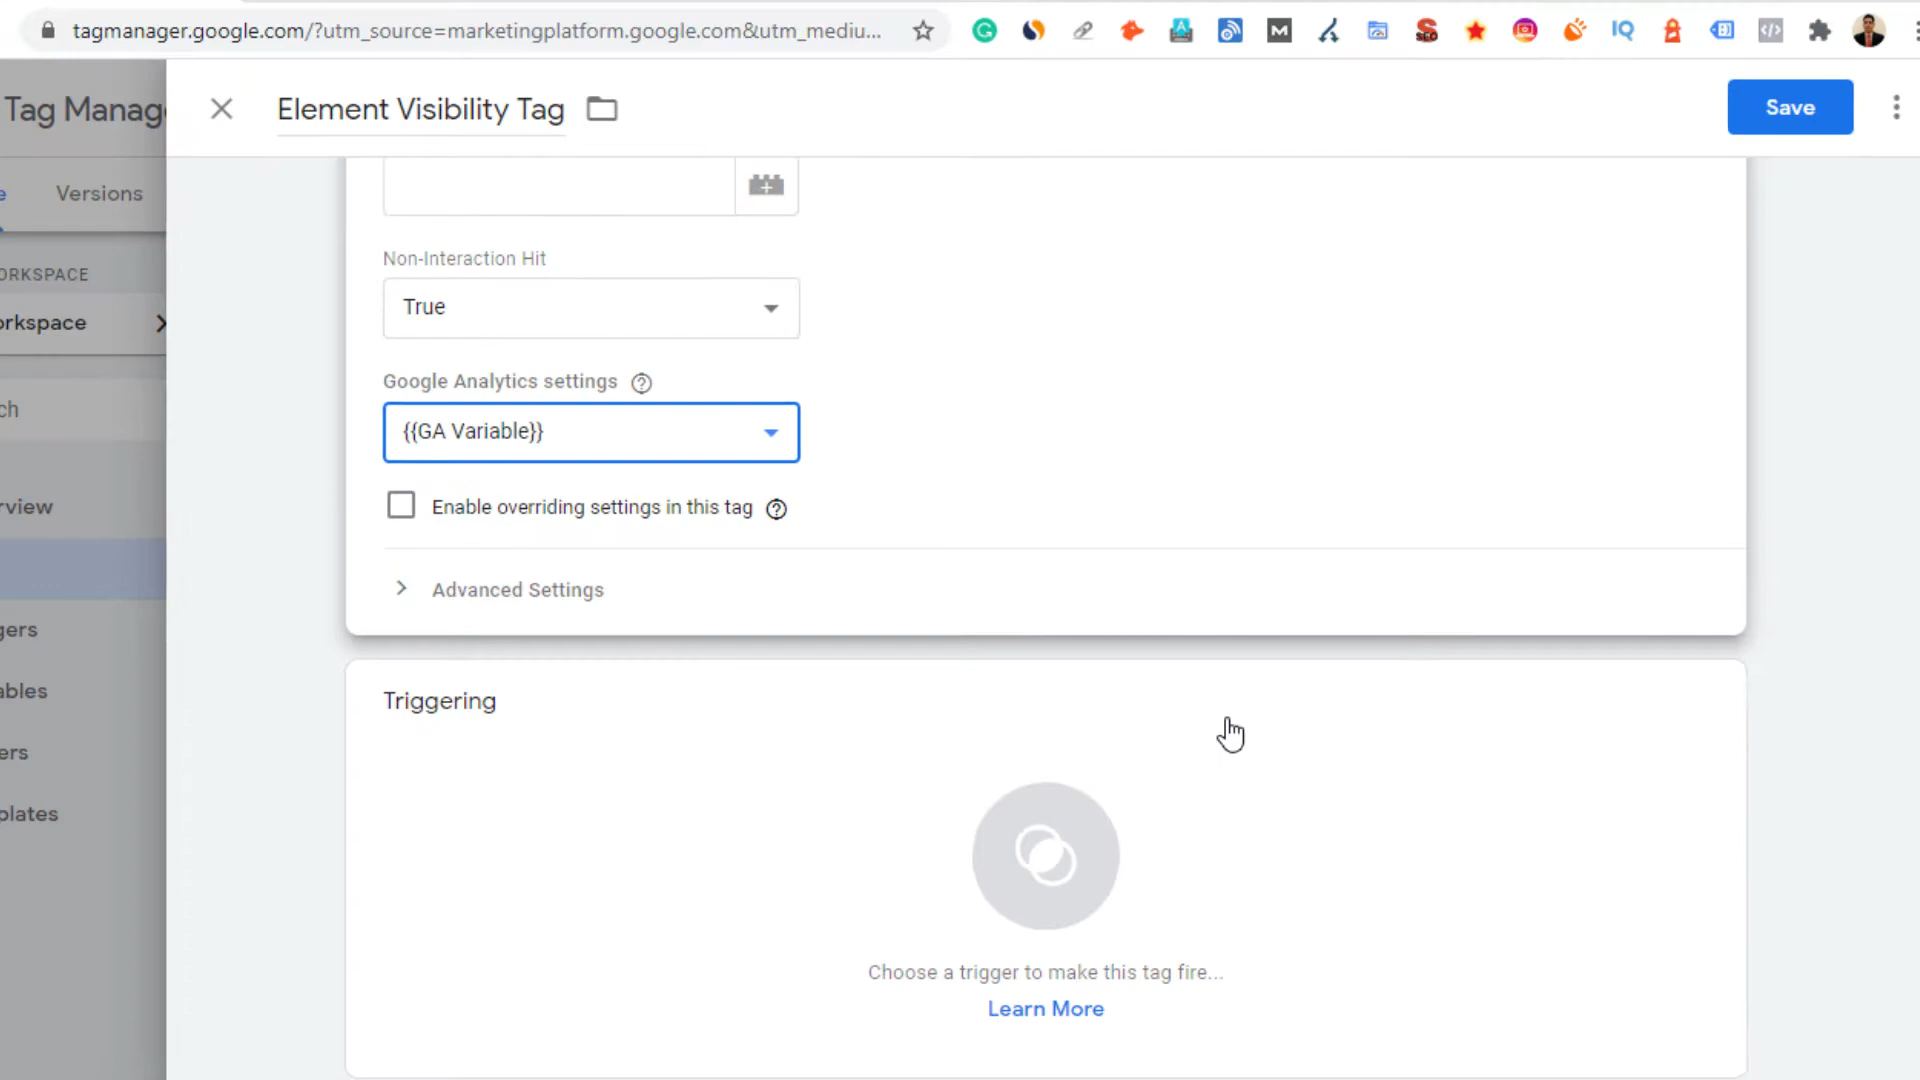 tagmanager.google.com/?utm_source=marketingplatform.google.com&utm_mediu...
Tag Manag
Element Visibility Tag
Save
Versions
ORKSPACE
orkspace
ch
rview
gers
ables
ers
plates
Non-Interaction Hit
True
Google Analytics settings
{{GA Variable}}
Enable overriding settings in this tag
Advanced Settings
Triggering
Choose a trigger to make this tag fire...
Learn More